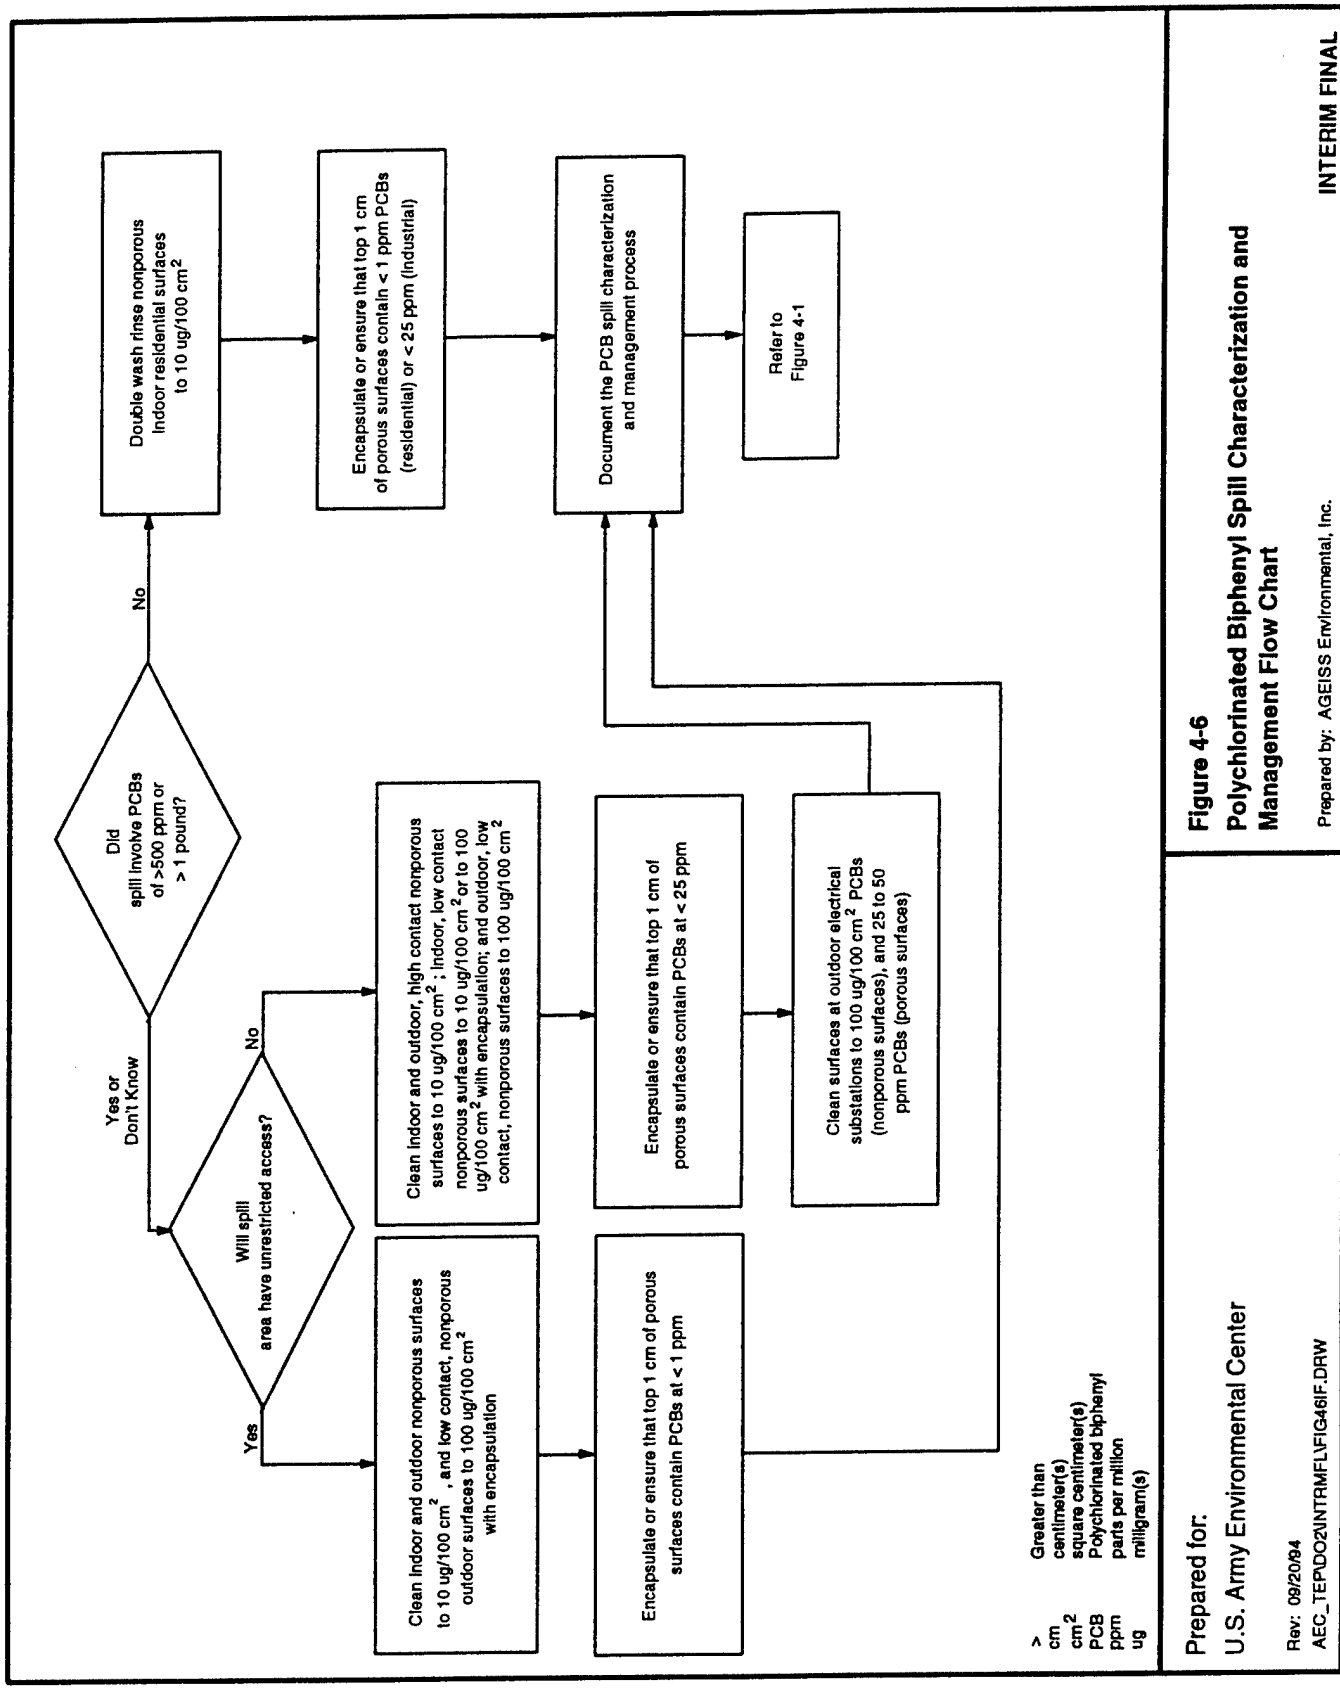 Did
spill involve PCBs
of >500 ppm or
> 1 pound?
Yes or
Don't Know
No
Will spill
area have unrestricted access?
Yes
No
Double wash rinse nonporous
Indoor residential surfaces
to 10 ug/100 cm²
Encapsulate or ensure that top 1 cm
of porous surfaces contain < 1 ppm PCBs
(residential) or < 25 ppm (Industrial)
Clean Indoor and outdoor nonporous surfaces
to 10 ug/100 cm² , and low contact, nonporous
outdoor surfaces to 100 ug/100 cm²
with encapsulation
Clean Indoor and outdoor, high contact nonporous
surfaces to 10 ug/100 cm² ; Indoor, low contact
nonporous surfaces to 10 ug/100 cm² or to 100
ug/100 cm² with encapsulation; and outdoor, low
contact, nonporous surfaces to 100 ug/100 cm²
Encapsulate or ensure that top 1 cm of porous
surfaces contain PCBs at < 1 ppm
Encapsulate or ensure that top 1 cm of
porous surfaces contain PCBs at < 25 ppm
Document the PCB spill characterization
and management process
Clean surfaces at outdoor electrical
substations to 100 ug/100 cm² PCBs
(nonporous surfaces), and 25 to 50
ppm PCBs (porous surfaces)
Refer to
Figure 4-1
> Greater than
cm centimeter(s)
cm² square centimeter(s)
PCB Polychlorinated biphenyl
ppm parts per million
ug milligram(s)
Prepared for:
U.S. Army Environmental Center
Rev: 09/20/94
AEC_TEP\DO2\INTRMFL\FIG46IF.DRW
Figure 4-6
Polychlorinated Biphenyl Spill Characterization and
Management Flow Chart
Prepared by: AGEISS Environmental, Inc.
INTERIM FINAL